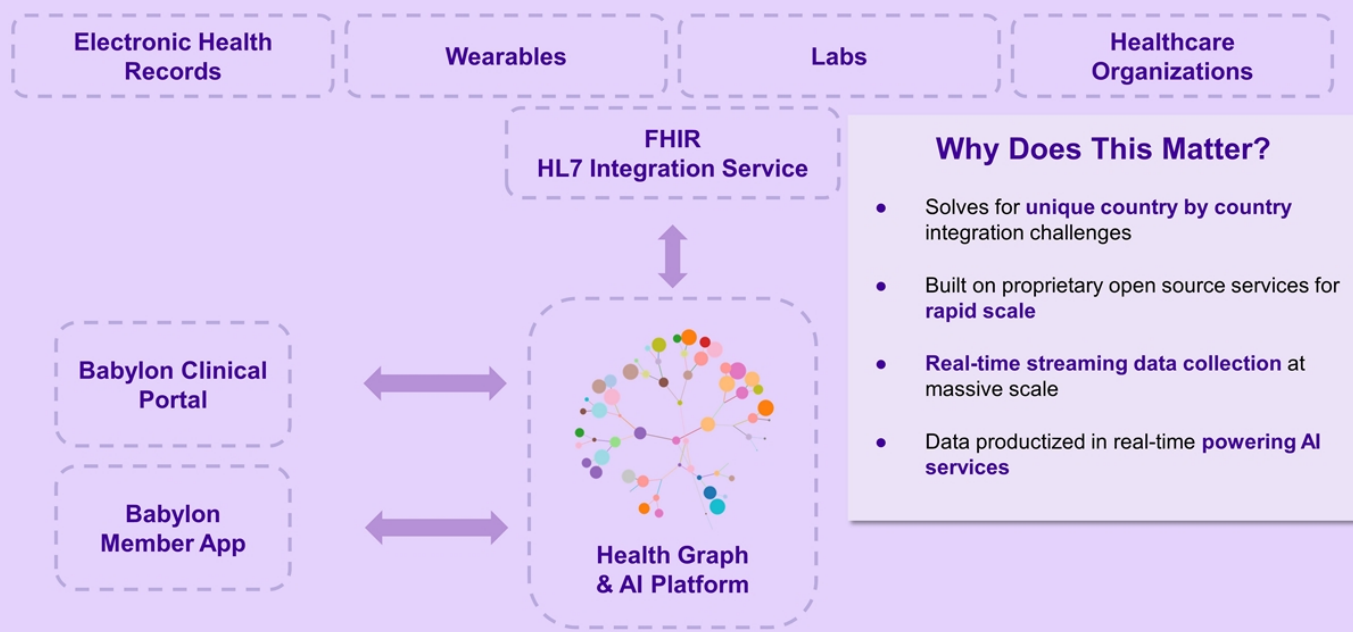 Electronic Health
Records
Wearables
Labs
Healthcare
Organizations
FHIR
HL7 Integration Service
Why Does This Matter?
● Solves for unique country by country
integration challenges
● Built on proprietary open source services for
rapid scale
● Real-time streaming data collection at
massive scale
● Data productized in real-time powering AI
services
Babylon Clinical
Portal
Babylon
Member App
Health Graph
& AI Platform